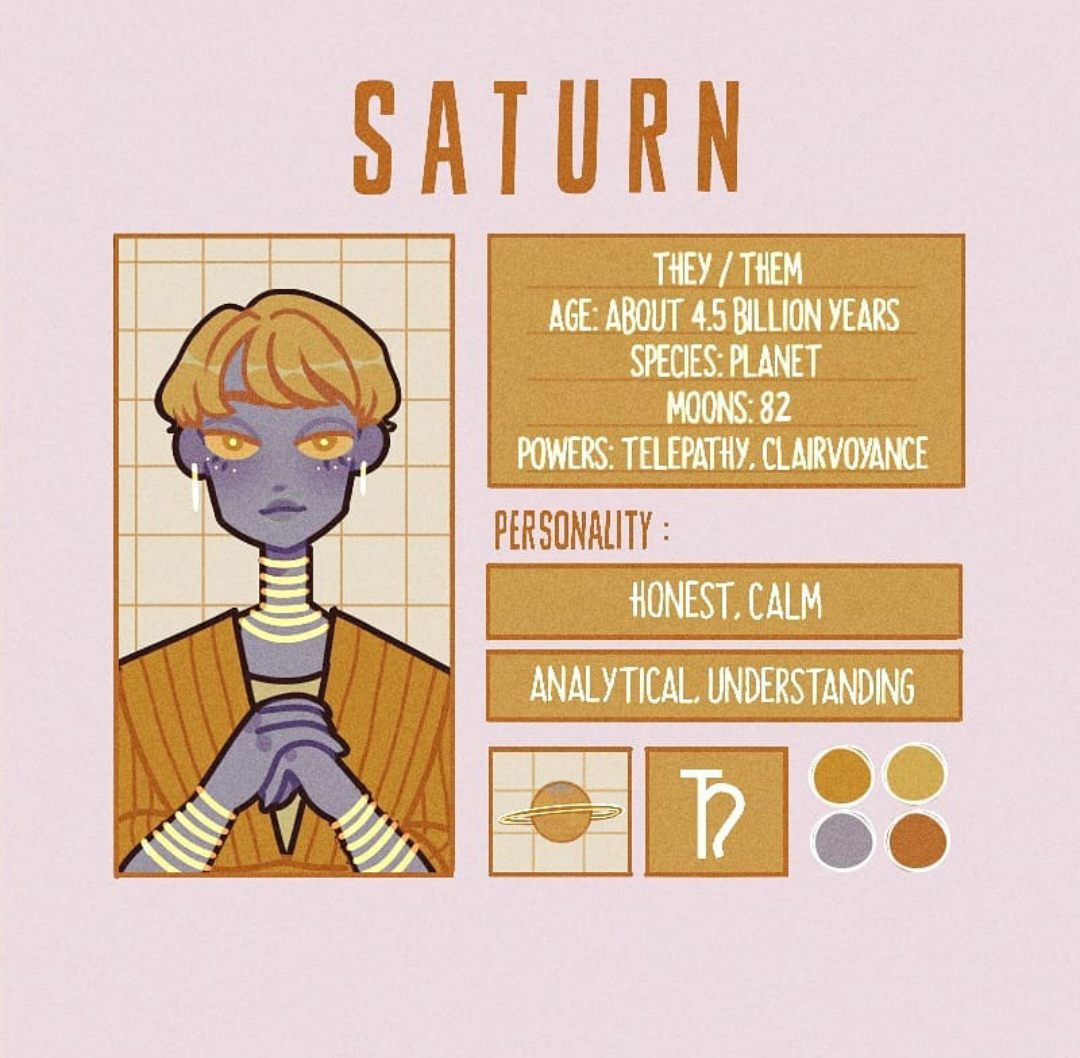 SATURN
THEY / THEM
AGE: ABOUT 4.5 BILLION YEARS
SPECIES: PLANET
MOONS: 82
POWERS: TELEPATHY, CLAIRVOYANCE
PERSONALITY :
HONEST, CALM
ANALYTICAL, UNDERSTANDING
♄